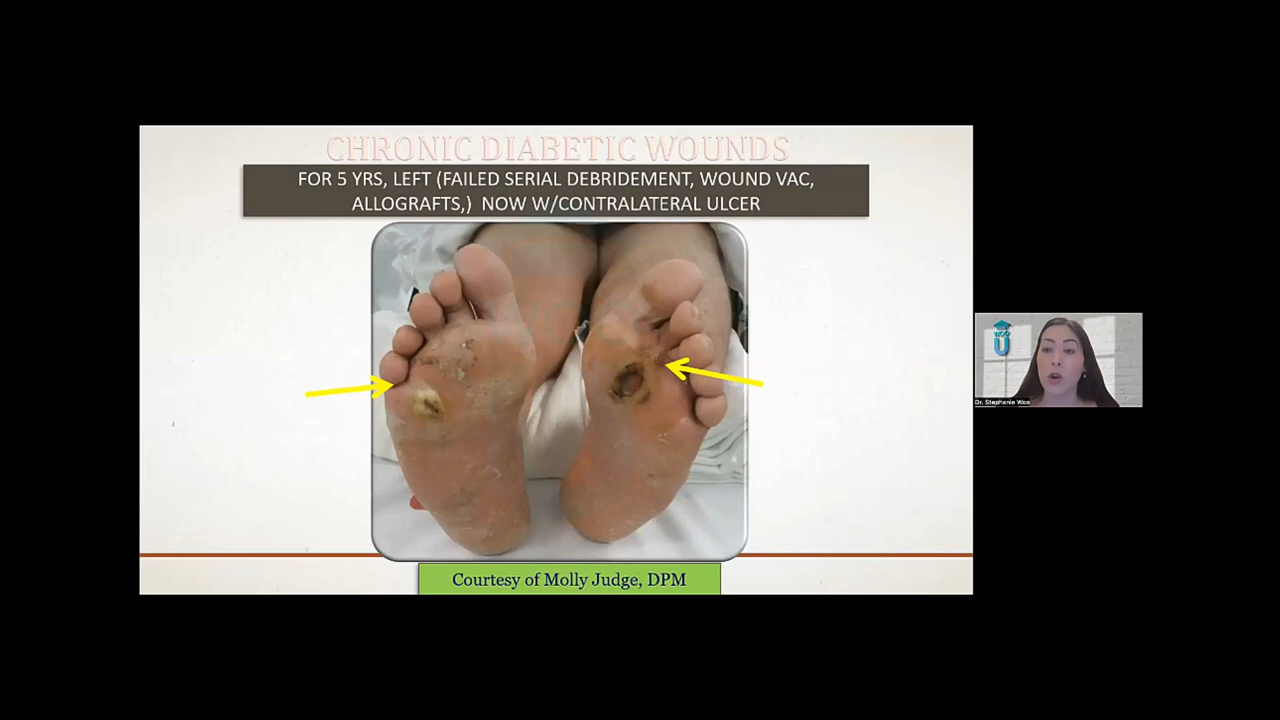 CHRONIC DIABETIC WOUNDS
FOR 5 YRS, LEFT (FAILED SERIAL DEBRIDEMENT, WOUND VAC,
ALLOGRAFTS,) NOW W/CONTRALATERAL ULCER
Courtesy of Molly Judge, DPM
U
Dr. Stephanie Woe